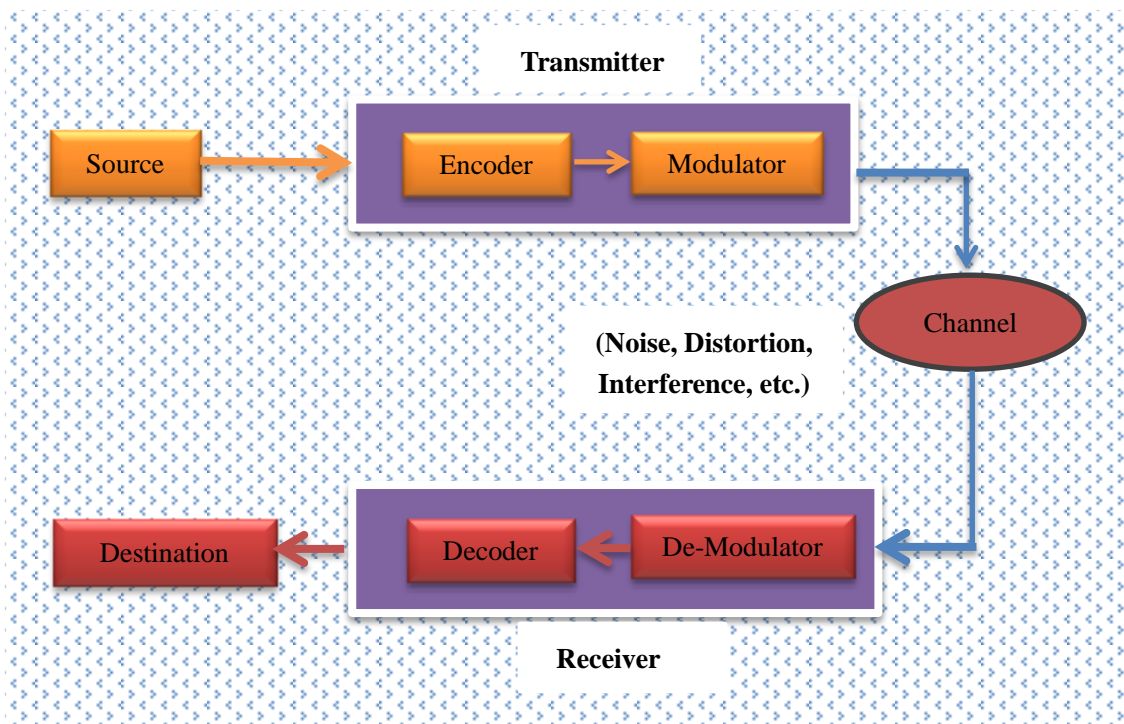 Transmitter
Source
Encoder
Modulator
Channel
(Noise, Distortion,
Interference, etc.)
Destination
Decoder
De-Modulator
Receiver